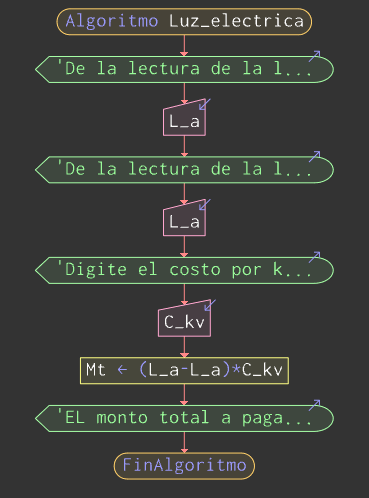 Algoritmo Luz_electrica
'De la lectura de la l...
L_a
'De la lectura de la l...
L_a
'Digite el costo por k...
C_kv
Mt ← (L_a-L_a)*C_kv
'EL monto total a paga...
FinAlgoritmo